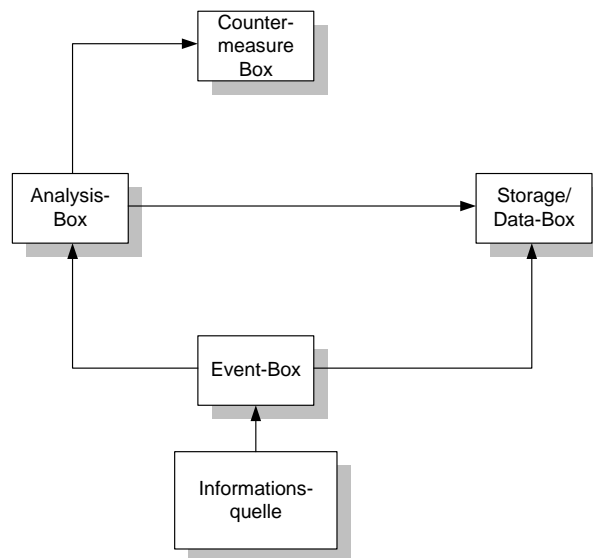 Counter-
measure
Box
Analysis-
Box
Storage/
Data-Box
Event-Box
Informations-
quelle